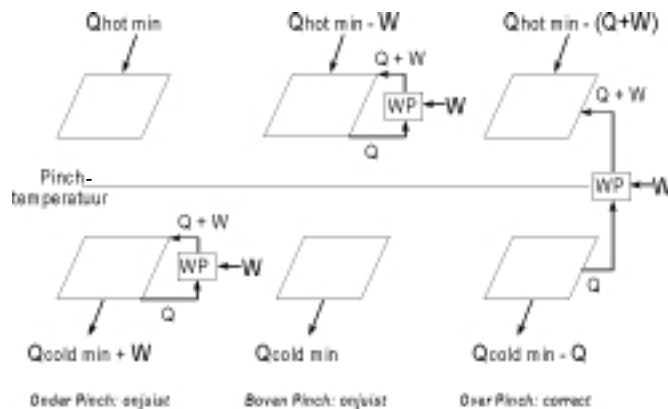 Qhot min
Qhot min - W
Qhot min - (Q+W)
Q + W
WP
W
Q
Q + W
Pinch-
temperatuur
WP
W
Q + W
WP
W
Q
Q
Qcold min + W
Qcold min
Qcold min - Q
Onder Pinch: onjuist
Boven Pinch: onjuist
Over Pinch: correct